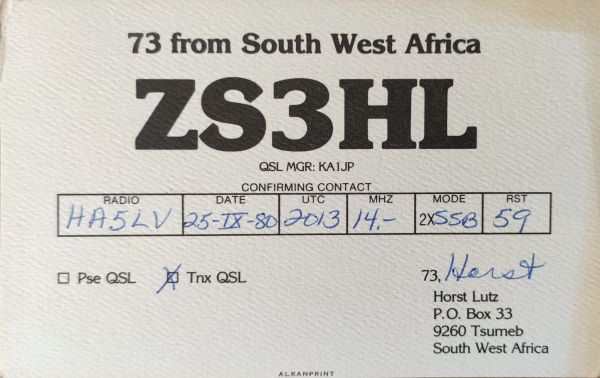 73 from South West Africa
ZS3HL
QSL MGR: KA1JP
CONFIRMING CONTACT
RADIO DATE UTC MHZ MODE RST
HA5LV 25-IX-80 2013 14.- 2XSSB 59
☐ Pse QSL ☒ Tnx QSL 73, Horst
Horst Lutz
P.O. Box 33
9260 Tsumeb
South West Africa
ALKANPRINT